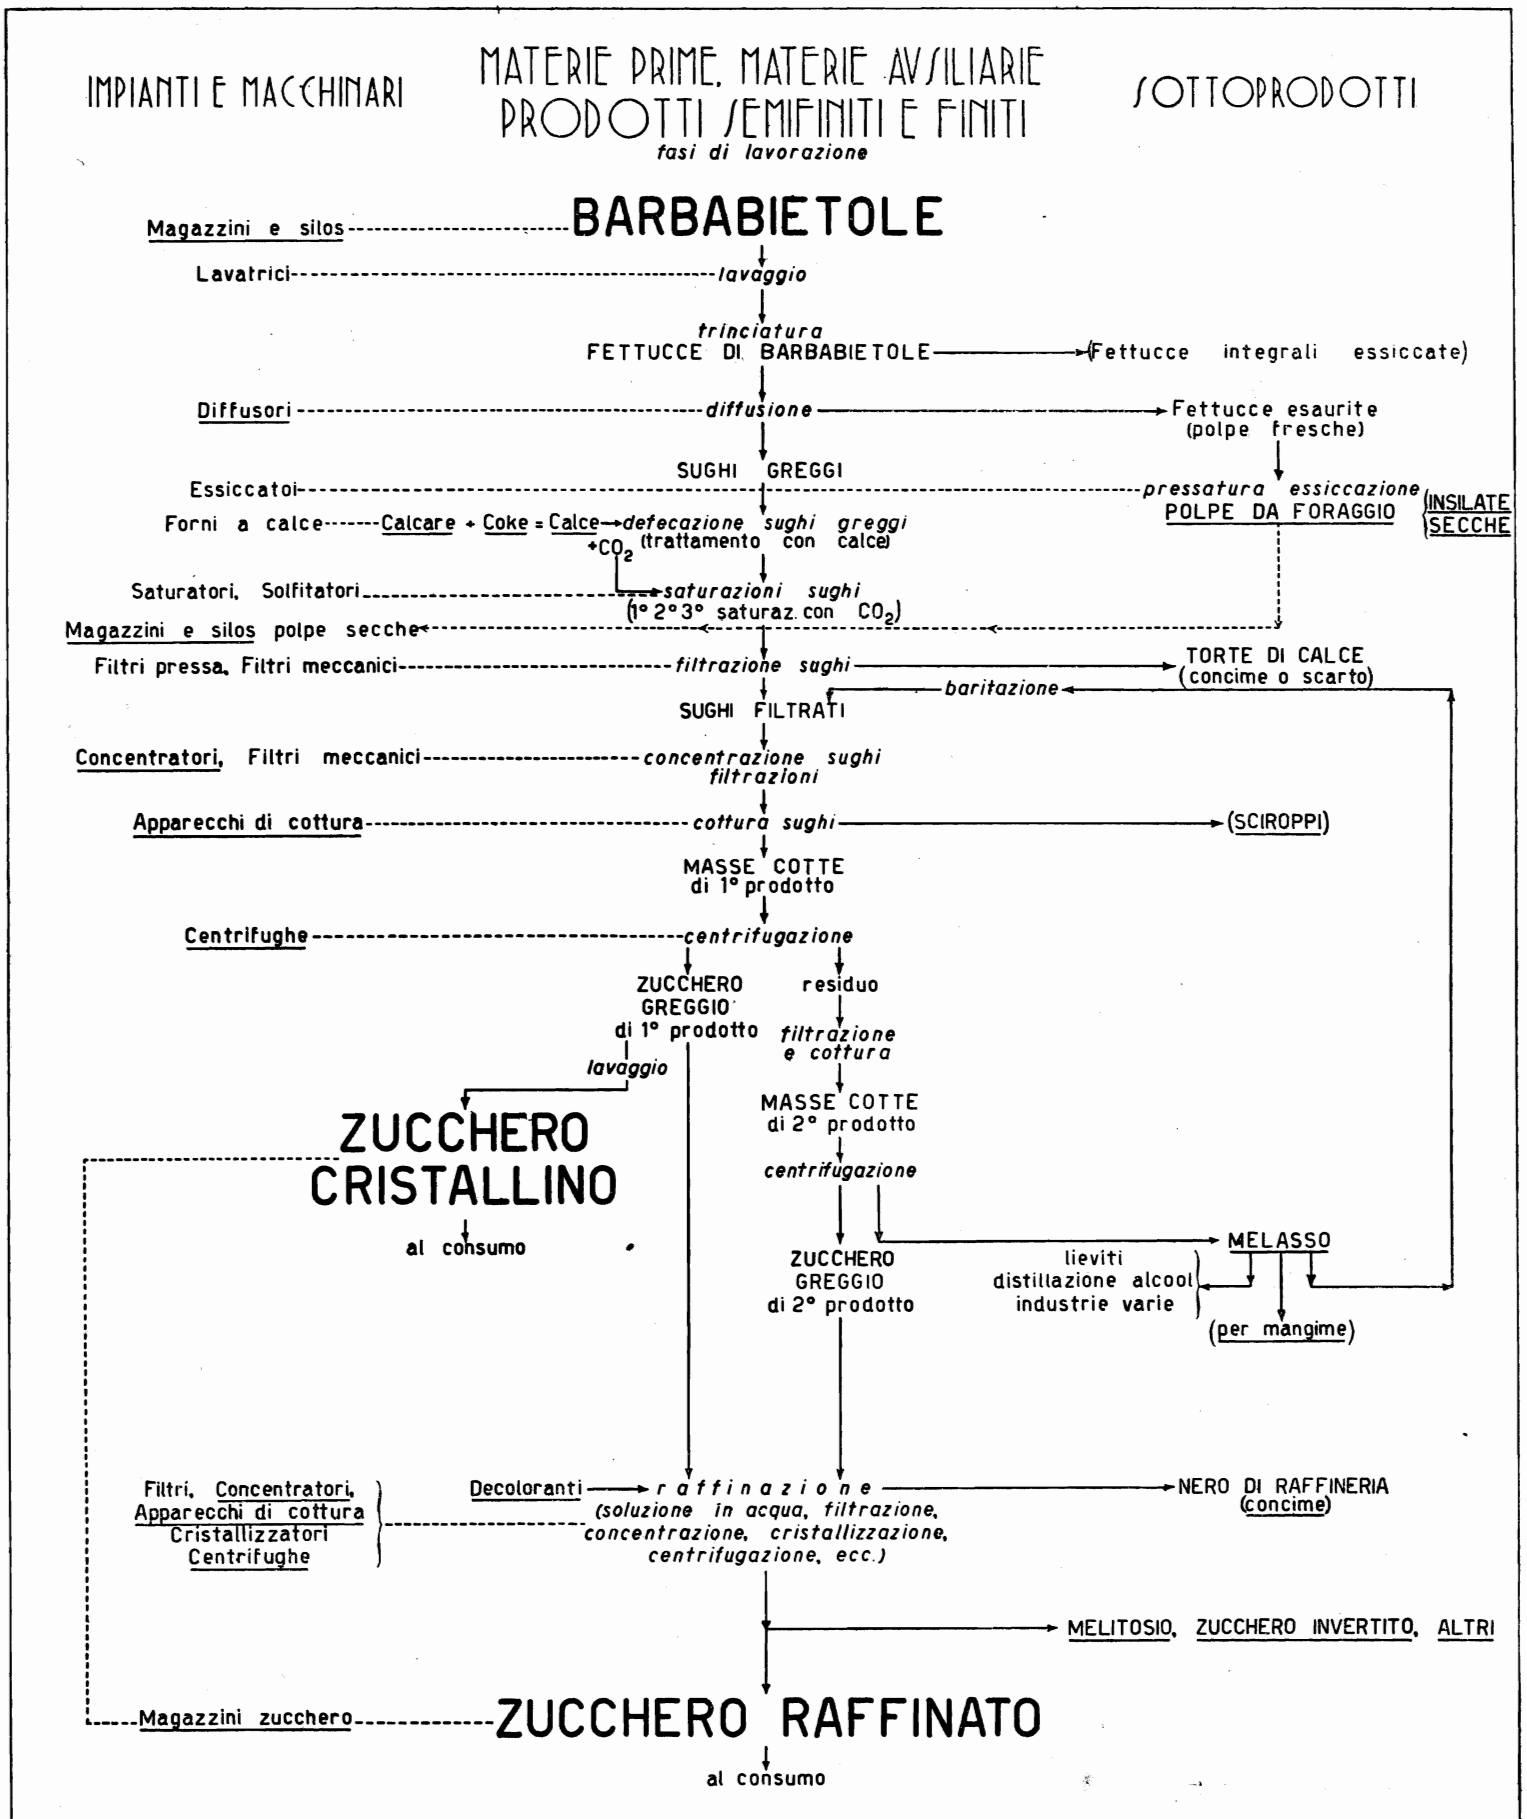 IMPIANTI E MACCHINARI
MATERIE PRIME, MATERIE AUSILIARIE
PRODOTTI SEMIFINITI E FINITI
fasi di lavorazione
SOTTOPRODOTTI
Magazzini e silos
BARBABIETOLE
Lavatrici
lavaggio
trinciatura
FETTUCCE DI BARBABIETOLE
(Fettucce integrali essiccate)
Diffusori
diffusione
Fettucce esaurite
(polpe fresche)
SUGHI GREGGI
Essiccatoi
pressatura essiccazione
POLPE DA FORAGGIO
INSILATE
SECCHE
Forni a calce
Calcare + Coke = Calce
+CO2
defecazione sughi greggi
(trattamento con calce)
Saturatori, Solfitatori
saturazioni sughi
(1° 2° 3° saturaz. con CO2)
Magazzini e silos polpe secche
Filtri pressa, Filtri meccanici
filtrazione sughi
TORTE DI CALCE
(concime o scarto)
baritazione
SUGHI FILTRATI
Concentratori, Filtri meccanici
concentrazione sughi
filtrazioni
Apparecchi di cottura
cottura sughi
(SCIROPPI)
MASSE COTTE
di 1° prodotto
Centrifughe
centrifugazione
ZUCCHERO
GREGGIO
di 1° prodotto
residuo
filtrazione
e cottura
lavaggio
MASSE COTTE
di 2° prodotto
ZUCCHERO
CRISTALLINO
centrifugazione
al consumo
MELASSO
ZUCCHERO
GREGGIO
di 2° prodotto
lieviti
distillazione alcool
industrie varie
(per mangime)
Filtri, Concentratori,
Apparecchi di cottura
Cristallizzatori
Centrifughe
Decoloranti
raffinazione
(soluzione in acqua, filtrazione,
concentrazione, cristallizzazione,
centrifugazione, ecc.)
NERO DI RAFFINERIA
(concime)
MELITOSIO, ZUCCHERO INVERTITO, ALTRI
Magazzini zucchero
ZUCCHERO RAFFINATO
al consumo